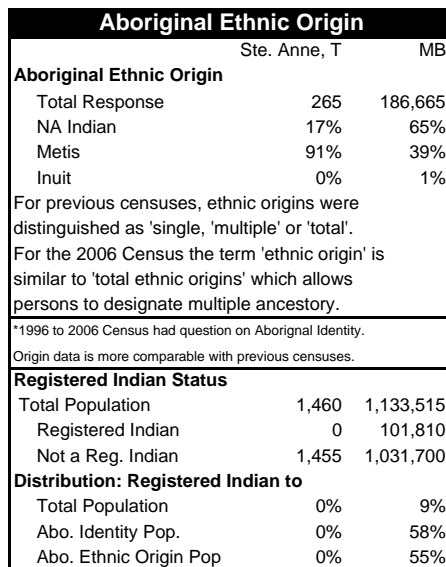 Aboriginal Ethnic Origin
Ste. Anne, T MB
Aboriginal Ethnic Origin
Total Response 265 186,665
NA Indian 17% 65%
Metis 91% 39%
Inuit 0% 1%
For previous censuses, ethnic origins were
distinguished as 'single, 'multiple' or 'total'.
For the 2006 Census the term 'ethnic origin' is
similar to 'total ethnic origins' which allows
persons to designate multiple ancestory.
*1996 to 2006 Census had question on Aborignal Identity.
Origin data is more comparable with previous censuses.
Registered Indian Status
Total Population 1,460 1,133,515
Registered Indian 0 101,810
Not a Reg. Indian 1,455 1,031,700
Distribution: Registered Indian to
Total Population 0% 9%
Abo. Identity Pop. 0% 58%
Abo. Ethnic Origin Pop 0% 55%